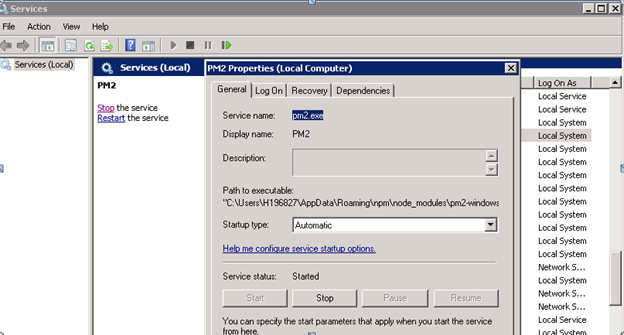 Services
File Action View Help
Services (Local)
Services (Local)
PM2
Stop the service
Restart the service
PM2 Properties (Local Computer)
General Log On Recovery Dependencies
Service name: pm2.exe
Display name: PM2
Description:
Path to executable:
"C:\Users\H196827\AppData\Roaming\npm\node_modules\pm2-windows
Startup type: Automatic
Help me configure service startup options.
Service status: Started
Start Stop Pause Resume
You can specify the start parameters that apply when you start the service
from here.
Log On As
Local Service
Local Service
Local System
Local System
Local System
Local System
Local System
Local System
Local System
Local System
Local System
Local System
Local System
Local System
Network S...
Network S...
Local System
Local Service
Local System